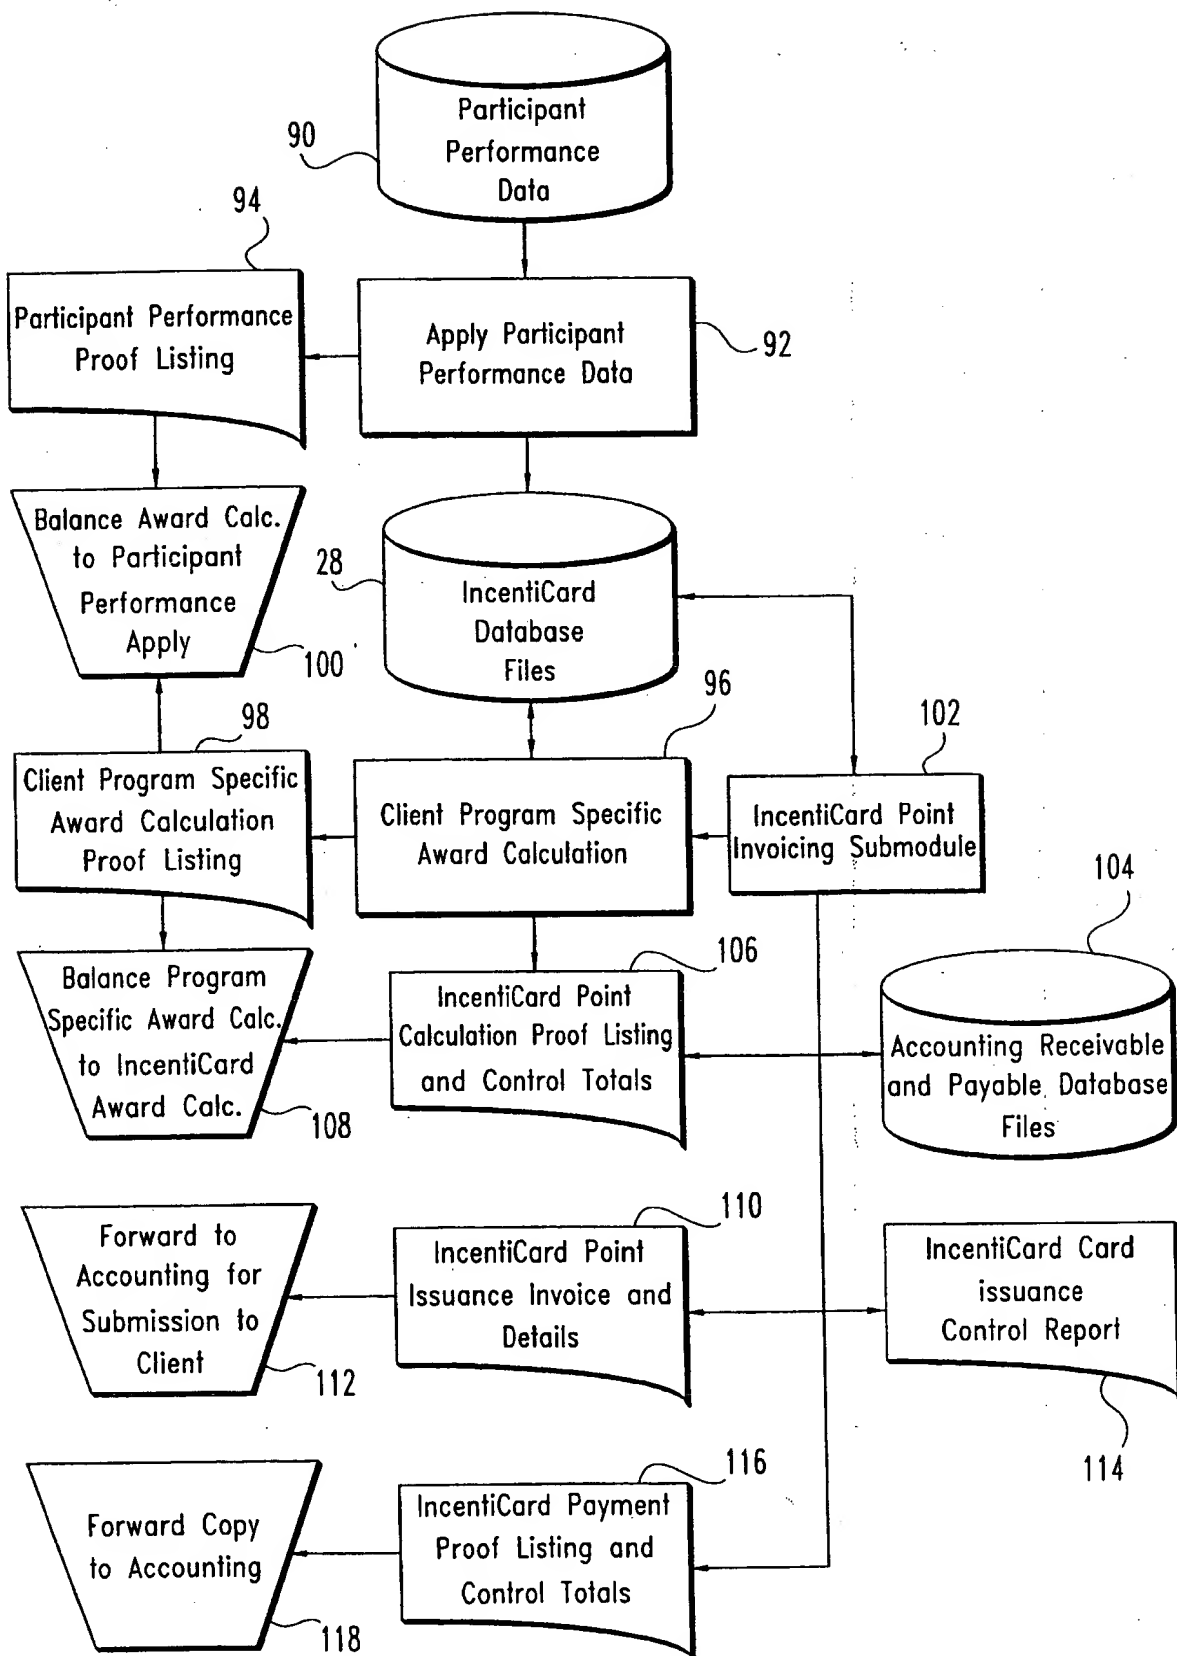 Participant
Performance
Data
90
94
Participant Performance
Proof Listing
Apply Participant
Performance Data
92
Balance Award Calc.
to Participant
Performance
Apply
100
28
IncentiCard
Database
Files
96
102
98
Client Program Specific
Award Calculation
Proof Listing
Client Program Specific
Award Calculation
IncentiCard Point
Invoicing Submodule
104
106
Balance Program
Specific Award Calc.
to IncentiCard
Award Calc.
108
IncentiCard Point
Calculation Proof Listing
and Control Totals
Accounting Receivable
and Payable Database
Files
110
Forward to
Accounting for
Submission to
Client
112
IncentiCard Point
Issuance Invoice and
Details
IncentiCard Card
issuance
Control Report
114
116
Forward Copy
to Accounting
118
IncentiCard Payment
Proof Listing and
Control Totals